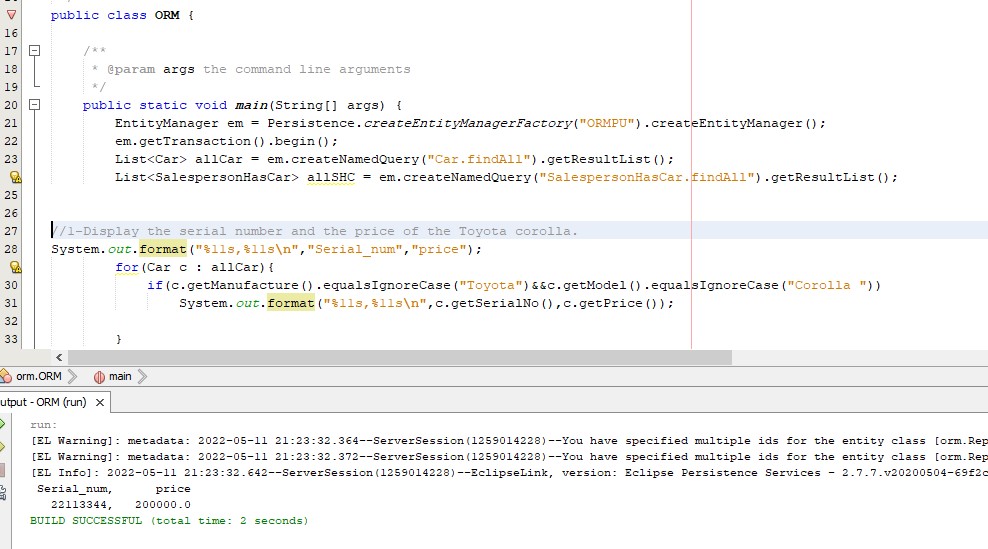 public class ORM {
16
17 /**
18 * @param args the command line arguments
19 */
20 public static void main(String[] args) {
21 EntityManager em = Persistence.createEntityManagerFactory("ORMPU").createEntityManager();
22 em.getTransaction().begin();
23 List<Car> allCar = em.createNamedQuery("Car.findAll").getResultList();
List<SalespersonHasCar> allSHC = em.createNamedQuery("SalespersonHasCar.findAll").getResultList();
25
26
27 //1-Display the serial number and the price of the Toyota corolla.
28 System.out.format("%11s,%11s\n","Serial_num","price");
for(Car c : allCar){
30 if(c.getManufacture().equalsIgnoreCase("Toyota")&&c.getModel().equalsIgnoreCase("Corolla "))
31 System.out.format("%11s,%11s\n",c.getSerialNo(),c.getPrice());
32
33 }
orm.ORM main
utput - ORM (run) ×
run:
[EL Warning]: metadata: 2022-05-11 21:23:32.364--ServerSession(1259014228)--You have specified multiple ids for the entity class [orm.Rep
[EL Warning]: metadata: 2022-05-11 21:23:32.372--ServerSession(1259014228)--You have specified multiple ids for the entity class [orm.Rep
[EL Info]: 2022-05-11 21:23:32.642--ServerSession(1259014228)--EclipseLink, version: Eclipse Persistence Services - 2.7.7.v20200504-69f2c
Serial_num, price
22113344, 200000.0
BUILD SUCCESSFUL (total time: 2 seconds)